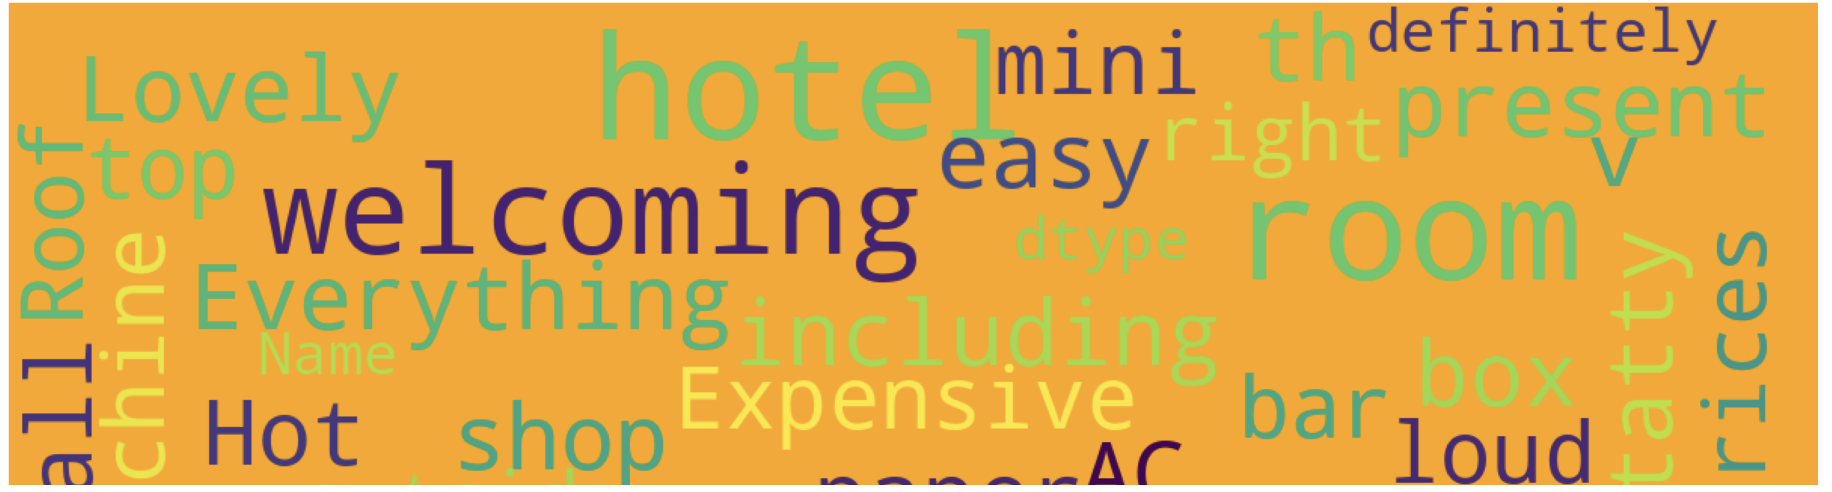 definitely
hotel
mini
th
Lovely
present
right
top
easy
v
Roof
welcoming
room
dtype
Everything
including
Name
chine
tatty
rices
box
Expensive
bar
all
Hot
shop
loud
AC